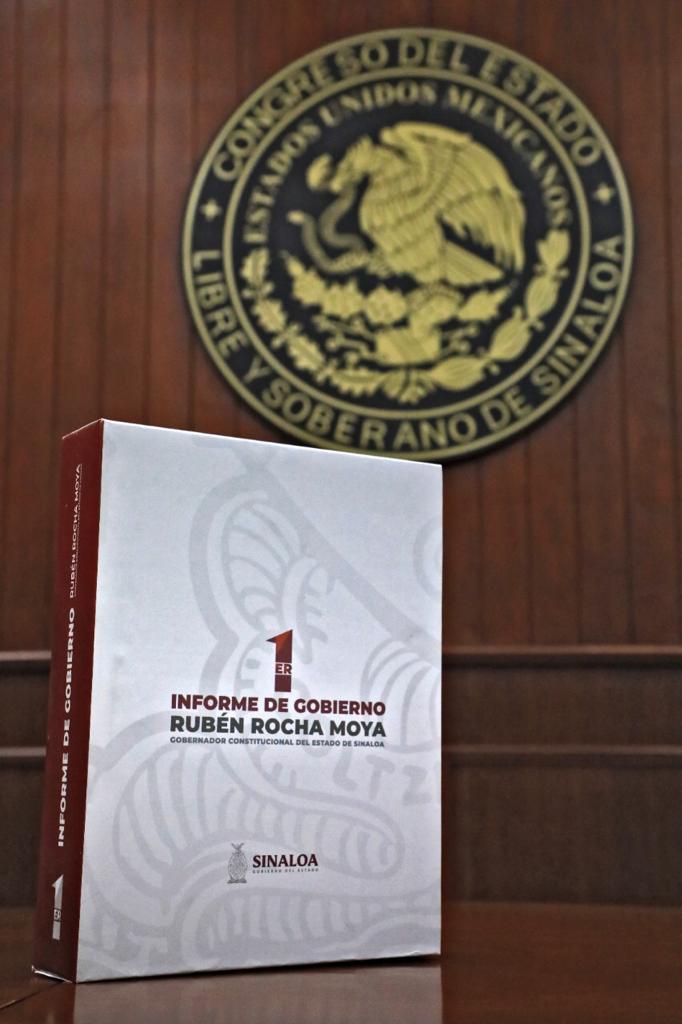 CONGRESO DEL ESTADO
LIBRE Y SOBERANO DE SINALOA
ESTADOS UNIDOS MEXICANOS
1ER
INFORME DE GOBIERNO
RUBÉN ROCHA MOYA
GOBERNADOR CONSTITUCIONAL DEL ESTADO DE SINALOA
SINALOA
GOBIERNO DEL ESTADO
1ER
INFORME DE GOBIERNO
RUBÉN ROCHA MOYA